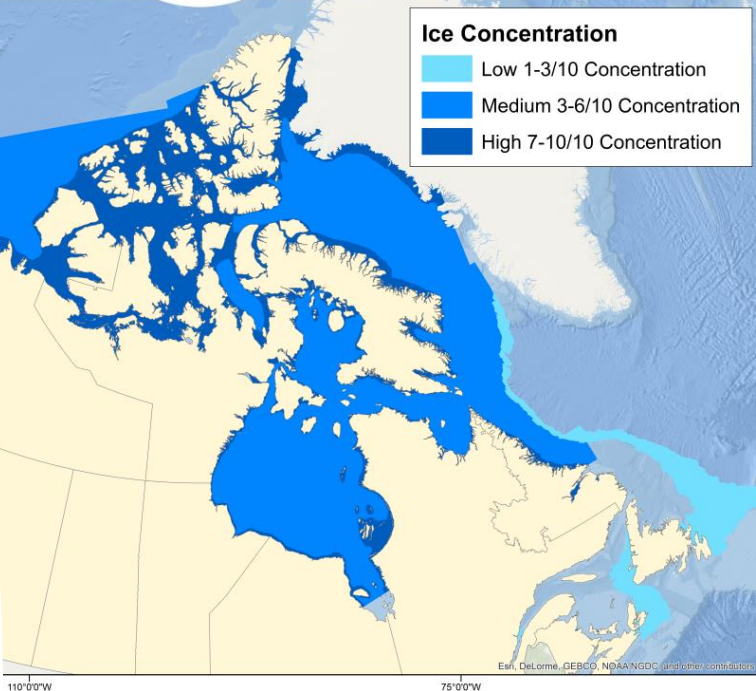 Ice Concentration
Low 1-3/10 Concentration
Medium 3-6/10 Concentration
High 7-10/10 Concentration
Esri, DeLorme, GEBCO, NOAA NGDC, and other contributors
110°0'0"W
75°0'0"W